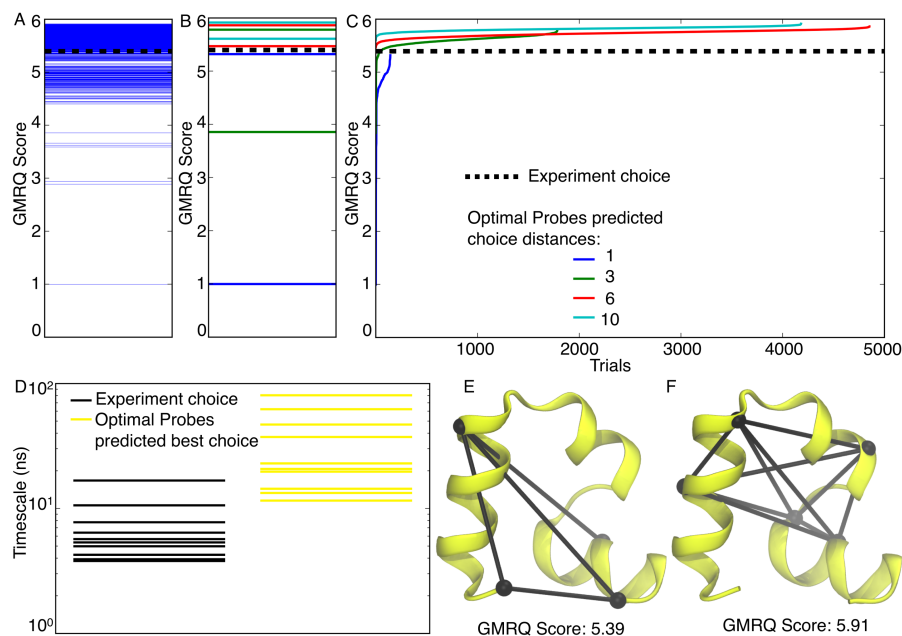 A
B
C
GMRQ Score
6
5
4
3
2
1
0
GMRQ Score
6
5
4
3
2
1
0
GMRQ Score
6
5
4
3
2
1
0
Experiment choice
Optimal Probes predicted
choice distances:
1
3
6
10
1000
2000
3000
4000
5000
Trials
D
Timescale (ns)
10²
10¹
10⁰
Experiment choice
Optimal Probes
predicted best choice
E
GMRQ Score: 5.39
F
GMRQ Score: 5.91